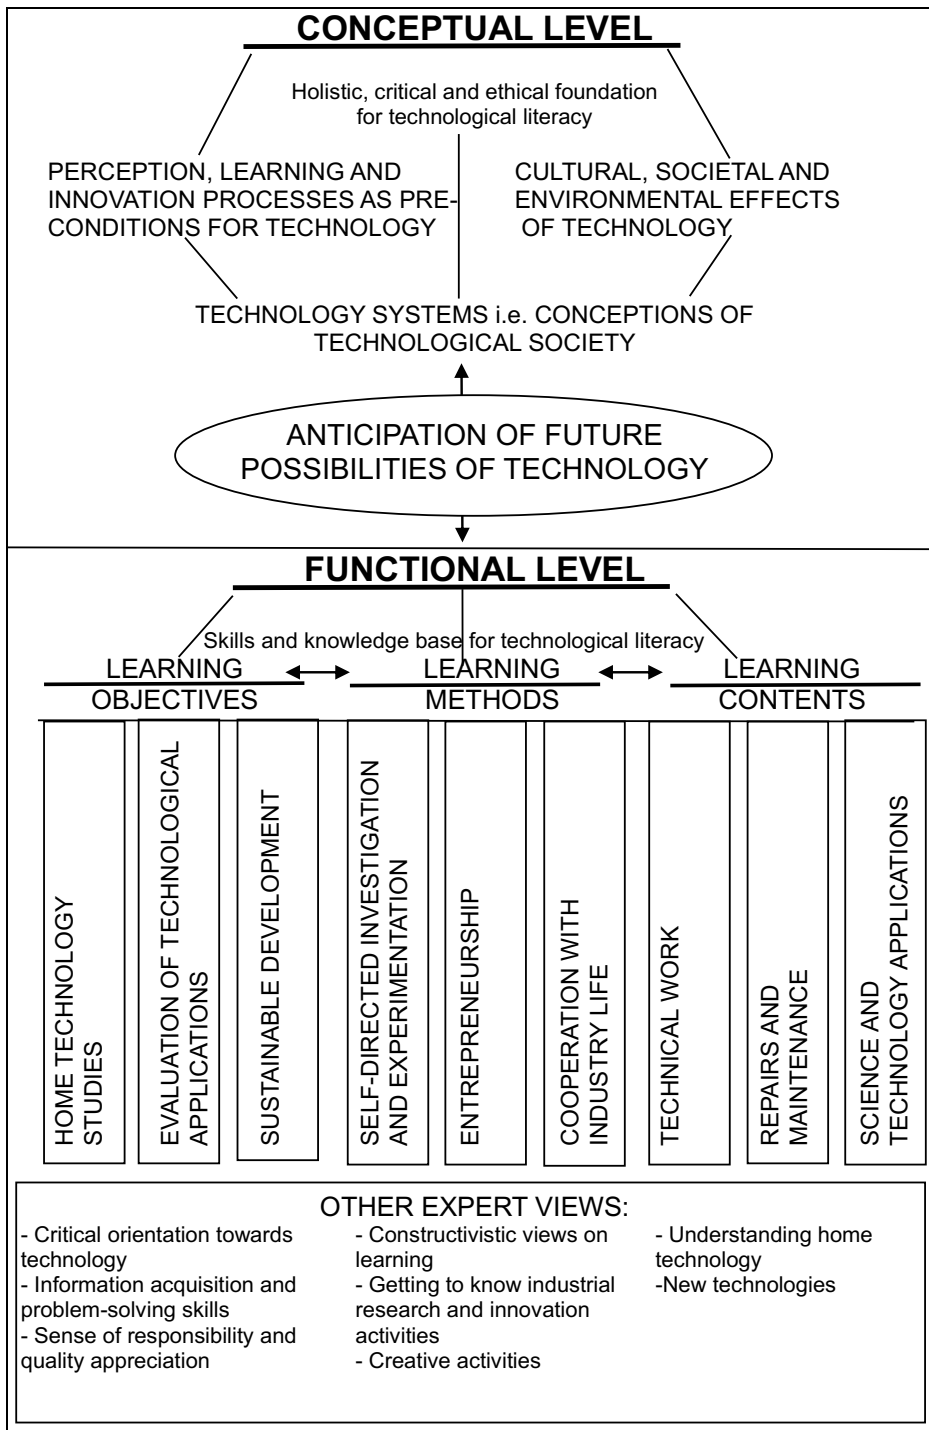 CONCEPTUAL LEVEL
Holistic, critical and ethical foundation
for technological literacy
PERCEPTION, LEARNING AND
INNOVATION PROCESSES AS PRE-
CONDITIONS FOR TECHNOLOGY
CULTURAL, SOCIETAL AND
ENVIRONMENTAL EFFECTS
OF TECHNOLOGY
TECHNOLOGY SYSTEMS i.e. CONCEPTIONS OF
TECHNOLOGICAL SOCIETY
ANTICIPATION OF FUTURE
POSSIBILITIES OF TECHNOLOGY
FUNCTIONAL LEVEL
Skills and knowledge base for technological literacy
LEARNING
OBJECTIVES
LEARNING
METHODS
LEARNING
CONTENTS
HOME TECHNOLOGY
STUDIES
EVALUATION OF TECHNOLOGICAL
APPLICATIONS
SUSTAINABLE DEVELOPMENT
SELF-DIRECTED INVESTIGATION
AND EXPERIMENTATION
ENTREPRENEURSHIP
COOPERATION WITH
INDUSTRY LIFE
TECHNICAL WORK
REPAIRS AND
MAINTENANCE
SCIENCE AND
TECHNOLOGY APPLICATIONS
OTHER EXPERT VIEWS:
- Critical orientation towards
technology
- Information acquisition and
problem-solving skills
- Sense of responsibility and
quality appreciation
- Constructivistic views on
learning
- Getting to know industrial
research and innovation
activities
- Creative activities
- Understanding home
technology
-New technologies